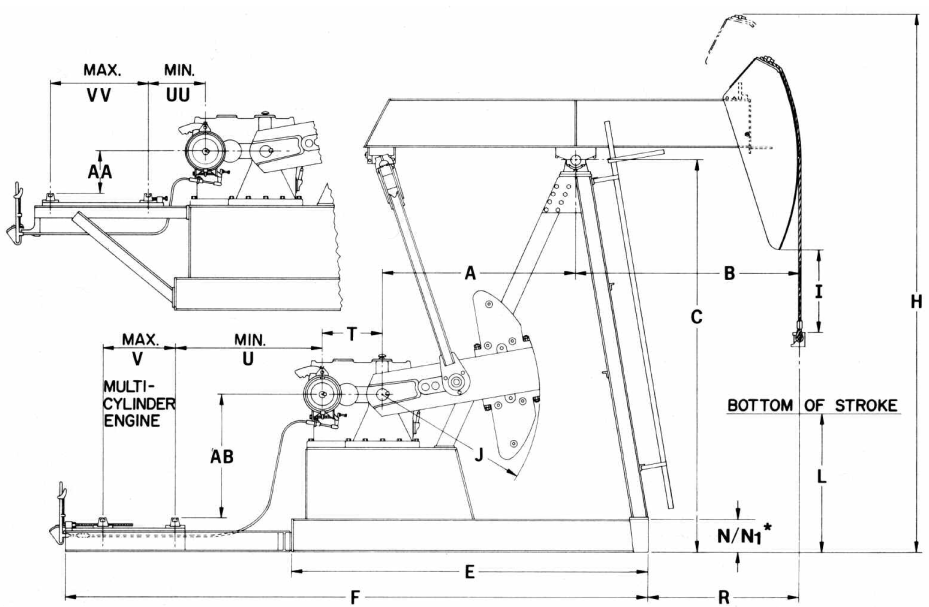 MAX.
VV
MIN.
UU
AA
H
A
B
I
C
T
MAX.
V
MIN.
U
MULTI-
CYLINDER
ENGINE
BOTTOM OF STROKE
AB
J
L
N/N1*
E
F
R